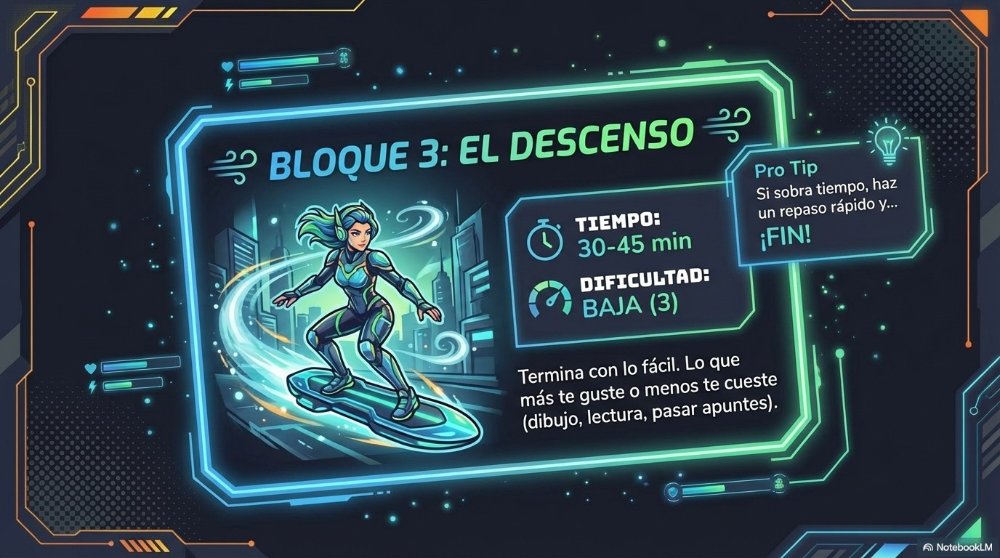 BLOQUE 3: EL DESCENSO
TIEMPO:
30-45 min
DIFICULTAD:
BAJA (3)
Pro Tip
Si sobra tiempo, haz
un repaso rápido y...
¡FIN!
Termina con lo fácil. Lo que
más te guste o menos te cueste
(dibujo, lectura, pasar apuntes).
NotebookLM